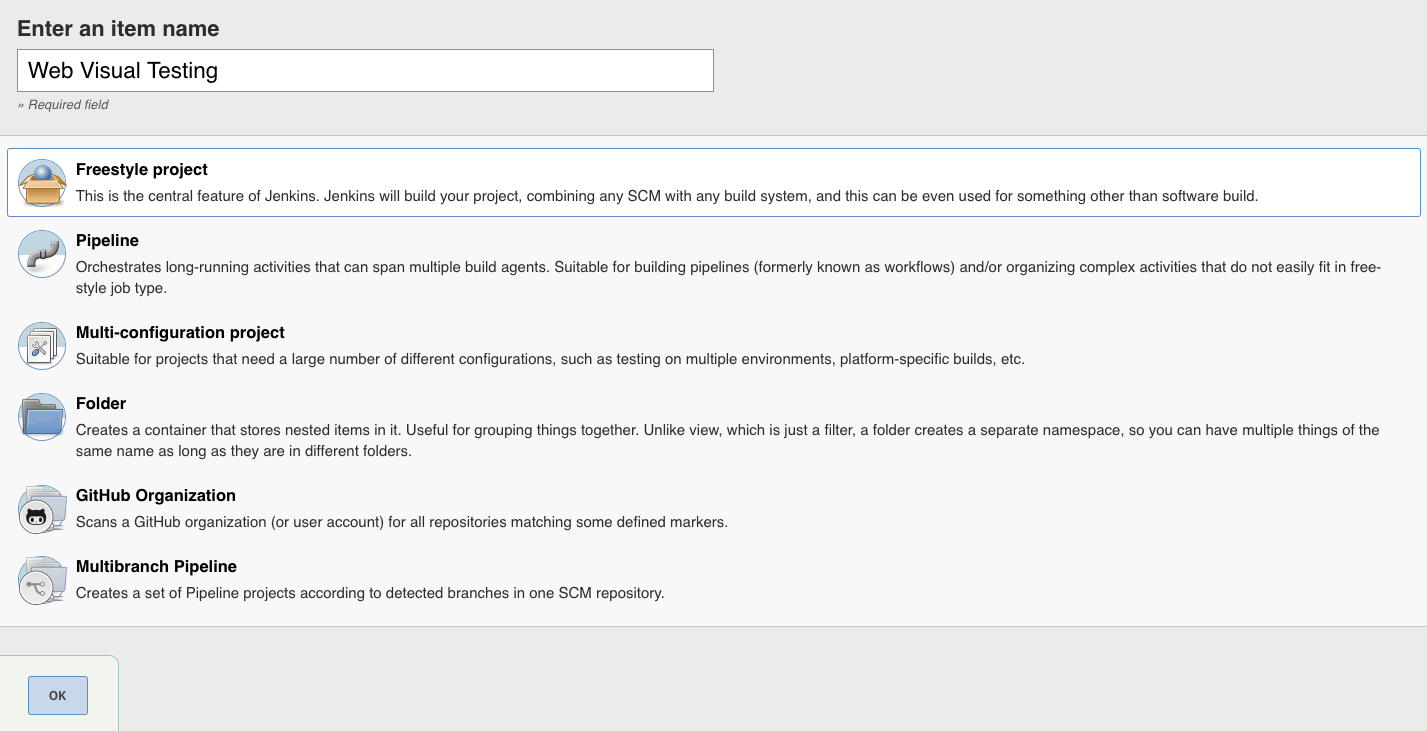 Enter an item name
Web Visual Testing
» Required field
Freestyle project
This is the central feature of Jenkins. Jenkins will build your project, combining any SCM with any build system, and this can be even used for something other than software build.
Pipeline
Orchestrates long-running activities that can span multiple build agents. Suitable for building pipelines (formerly known as workflows) and/or organizing complex activities that do not easily fit in free-
style job type.
Multi-configuration project
Suitable for projects that need a large number of different configurations, such as testing on multiple environments, platform-specific builds, etc.
Folder
Creates a container that stores nested items in it. Useful for grouping things together. Unlike view, which is just a filter, a folder creates a separate namespace, so you can have multiple things of the
same name as long as they are in different folders.
GitHub Organization
Scans a GitHub organization (or user account) for all repositories matching some defined markers.
Multibranch Pipeline
Creates a set of Pipeline projects according to detected branches in one SCM repository.
OK